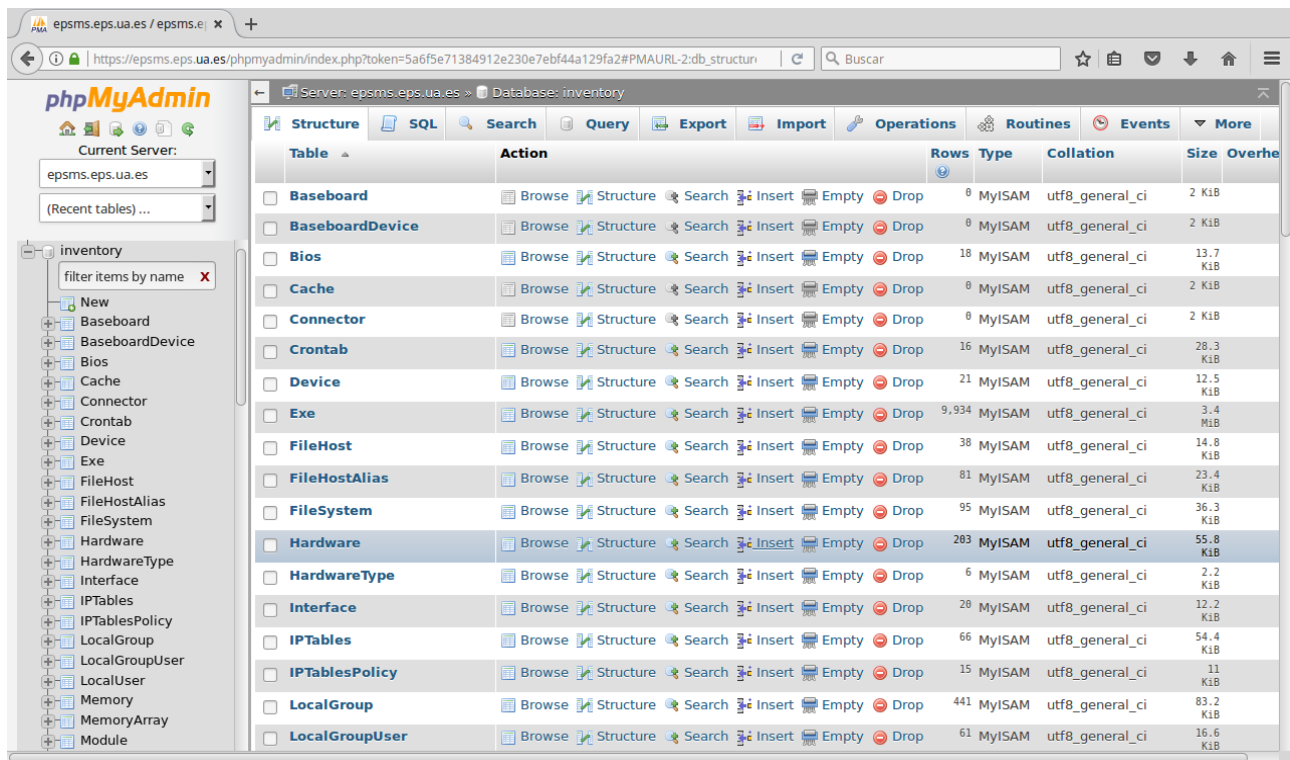 epsms.eps.ua.es / epsms.e
https://epsms.eps.ua.es/phpmyadmin/index.php?token=5a6f5e71384912e230e7ebf44a129fa2#PMAURL-2:db_structur
Buscar
phpMyAdmin
Current Server:
epsms.eps.ua.es
(Recent tables) ...
inventory
filter items by name X
New
Baseboard
BaseboardDevice
Bios
Cache
Connector
Crontab
Device
Exe
FileHost
FileHostAlias
FileSystem
Hardware
HardwareType
Interface
IPTables
IPTablesPolicy
LocalGroup
LocalGroupUser
LocalUser
Memory
MemoryArray
Module
Server: epsms.eps.ua.es » Database: inventory
Structure SQL Search Query Export Import Operations Routines Events More
Table Action Rows Type Collation Size Overhe
Baseboard Browse Structure Search Insert Empty Drop 0 MyISAM utf8_general_ci 2 KiB
BaseboardDevice Browse Structure Search Insert Empty Drop 0 MyISAM utf8_general_ci 2 KiB
Bios Browse Structure Search Insert Empty Drop 18 MyISAM utf8_general_ci 13.7 KiB
Cache Browse Structure Search Insert Empty Drop 0 MyISAM utf8_general_ci 2 KiB
Connector Browse Structure Search Insert Empty Drop 0 MyISAM utf8_general_ci 2 KiB
Crontab Browse Structure Search Insert Empty Drop 16 MyISAM utf8_general_ci 28.3 KiB
Device Browse Structure Search Insert Empty Drop 21 MyISAM utf8_general_ci 12.5 KiB
Exe Browse Structure Search Insert Empty Drop 9,934 MyISAM utf8_general_ci 3.4 MiB
FileHost Browse Structure Search Insert Empty Drop 38 MyISAM utf8_general_ci 14.8 KiB
FileHostAlias Browse Structure Search Insert Empty Drop 81 MyISAM utf8_general_ci 23.4 KiB
FileSystem Browse Structure Search Insert Empty Drop 95 MyISAM utf8_general_ci 36.3 KiB
Hardware Browse Structure Search Insert Empty Drop 203 MyISAM utf8_general_ci 55.8 KiB
HardwareType Browse Structure Search Insert Empty Drop 6 MyISAM utf8_general_ci 2.2 KiB
Interface Browse Structure Search Insert Empty Drop 20 MyISAM utf8_general_ci 12.2 KiB
IPTables Browse Structure Search Insert Empty Drop 66 MyISAM utf8_general_ci 54.4 KiB
IPTablesPolicy Browse Structure Search Insert Empty Drop 15 MyISAM utf8_general_ci 11 KiB
LocalGroup Browse Structure Search Insert Empty Drop 441 MyISAM utf8_general_ci 83.2 KiB
LocalGroupUser Browse Structure Search Insert Empty Drop 61 MyISAM utf8_general_ci 16.6 KiB